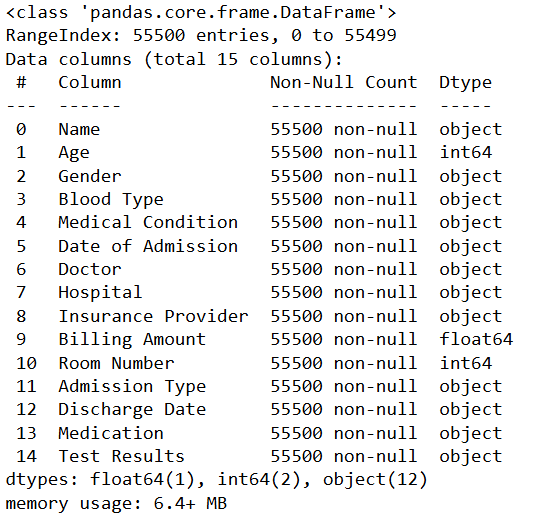 <class 'pandas.core.frame.DataFrame'>
RangeIndex: 55500 entries, 0 to 55499
Data columns (total 15 columns):
 #   Column              Non-Null Count  Dtype
---  ------              --------------  -----
 0   Name                55500 non-null  object
 1   Age                 55500 non-null  int64
 2   Gender              55500 non-null  object
 3   Blood Type          55500 non-null  object
 4   Medical Condition   55500 non-null  object
 5   Date of Admission   55500 non-null  object
 6   Doctor              55500 non-null  object
 7   Hospital            55500 non-null  object
 8   Insurance Provider  55500 non-null  object
 9   Billing Amount      55500 non-null  float64
 10  Room Number         55500 non-null  int64
 11  Admission Type      55500 non-null  object
 12  Discharge Date      55500 non-null  object
 13  Medication          55500 non-null  object
 14  Test Results        55500 non-null  object
dtypes: float64(1), int64(2), object(12)
memory usage: 6.4+ MB